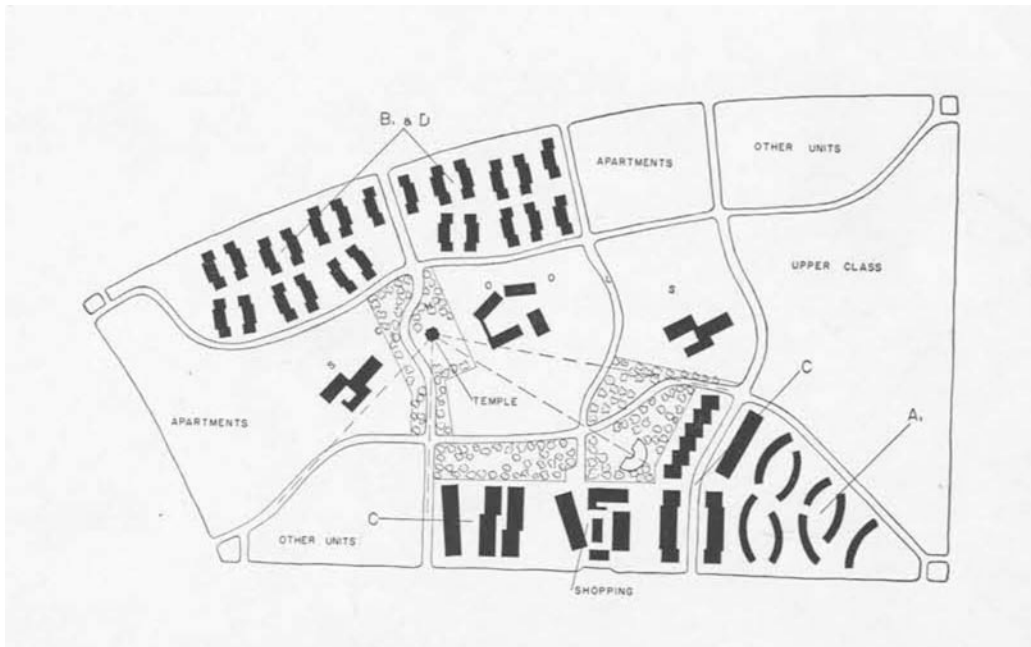 B. & D
APARTMENTS
OTHER UNITS
UPPER CLASS
O
O
S
S
TEMPLE
C
A.
APARTMENTS
C
OTHER UNITS
SHOPPING